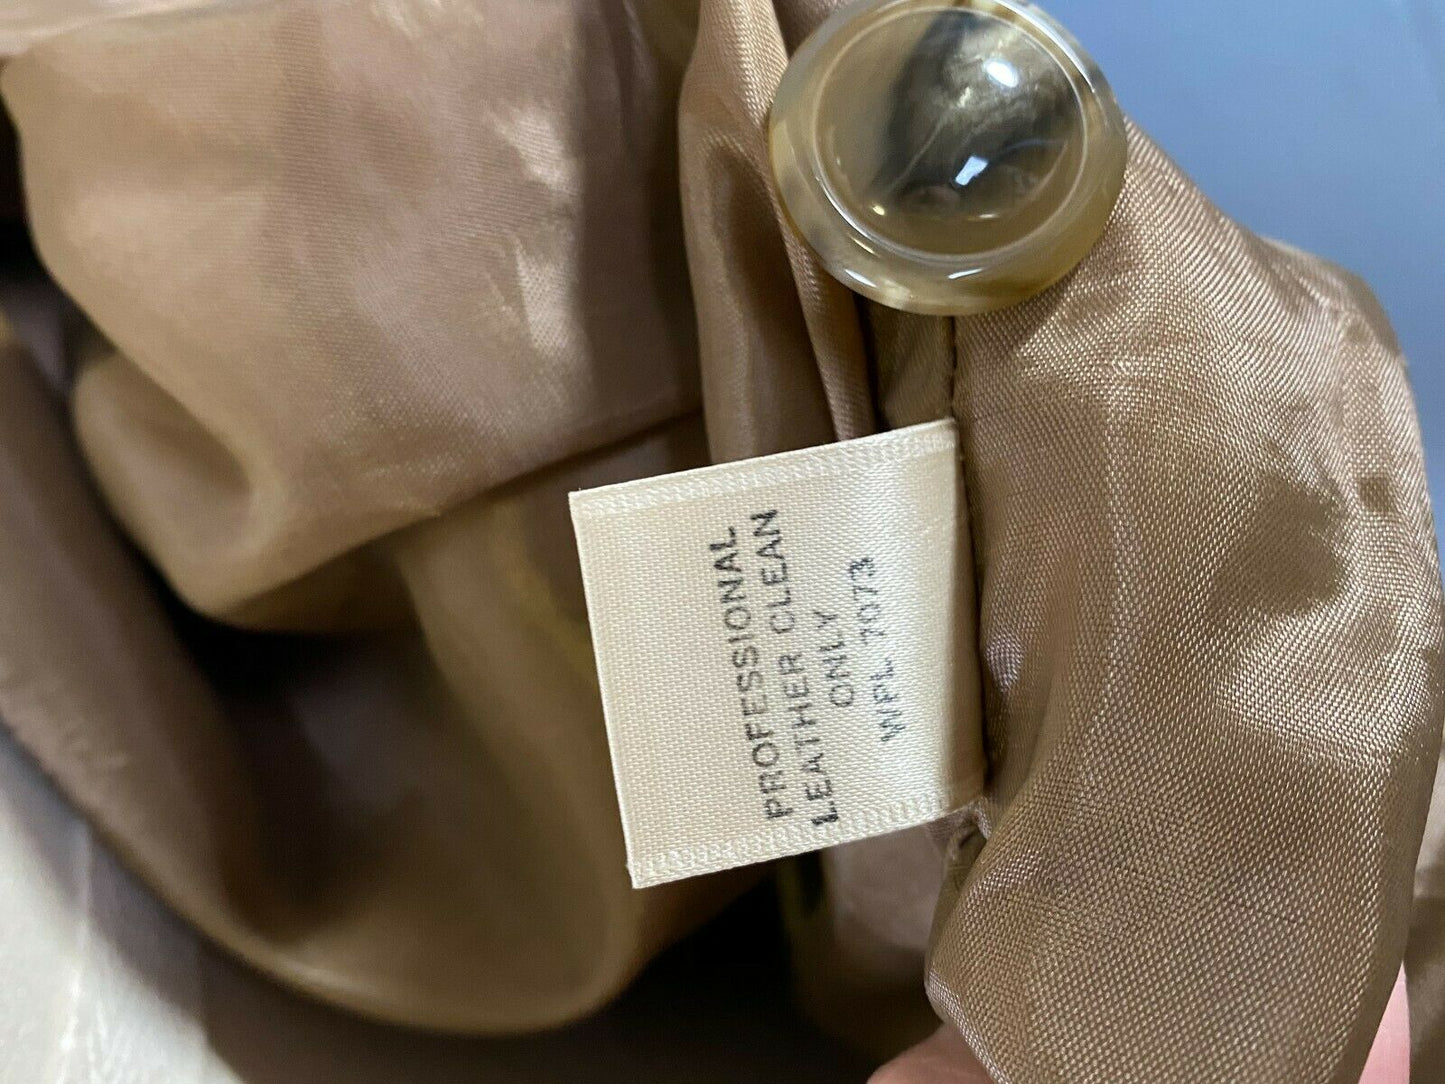 PROFESSIONAL
LEATHER CLEAN
ONLY
WPL 7073